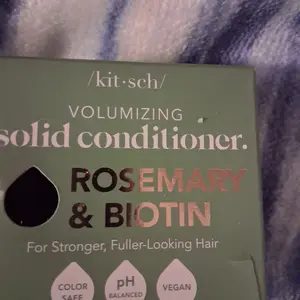 /kit•sch/
VOLUMIZING
solid conditioner.
ROSEMARY
& BIOTIN
For Stronger, Fuller-Looking Hair
COLOR
SAFE
pH
BALANCED
VEGAN